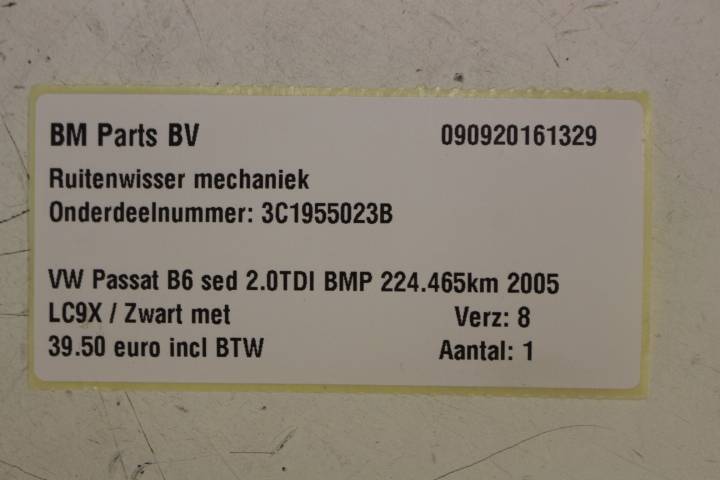 BM Parts BV 090920161329
Ruitenwisser mechaniek
Onderdeelnummer: 3C1955023B
VW Passat B6 sed 2.0TDI BMP 224.465km 2005
LC9X / Zwart met Verz: 8
39.50 euro incl BTW Aantal: 1